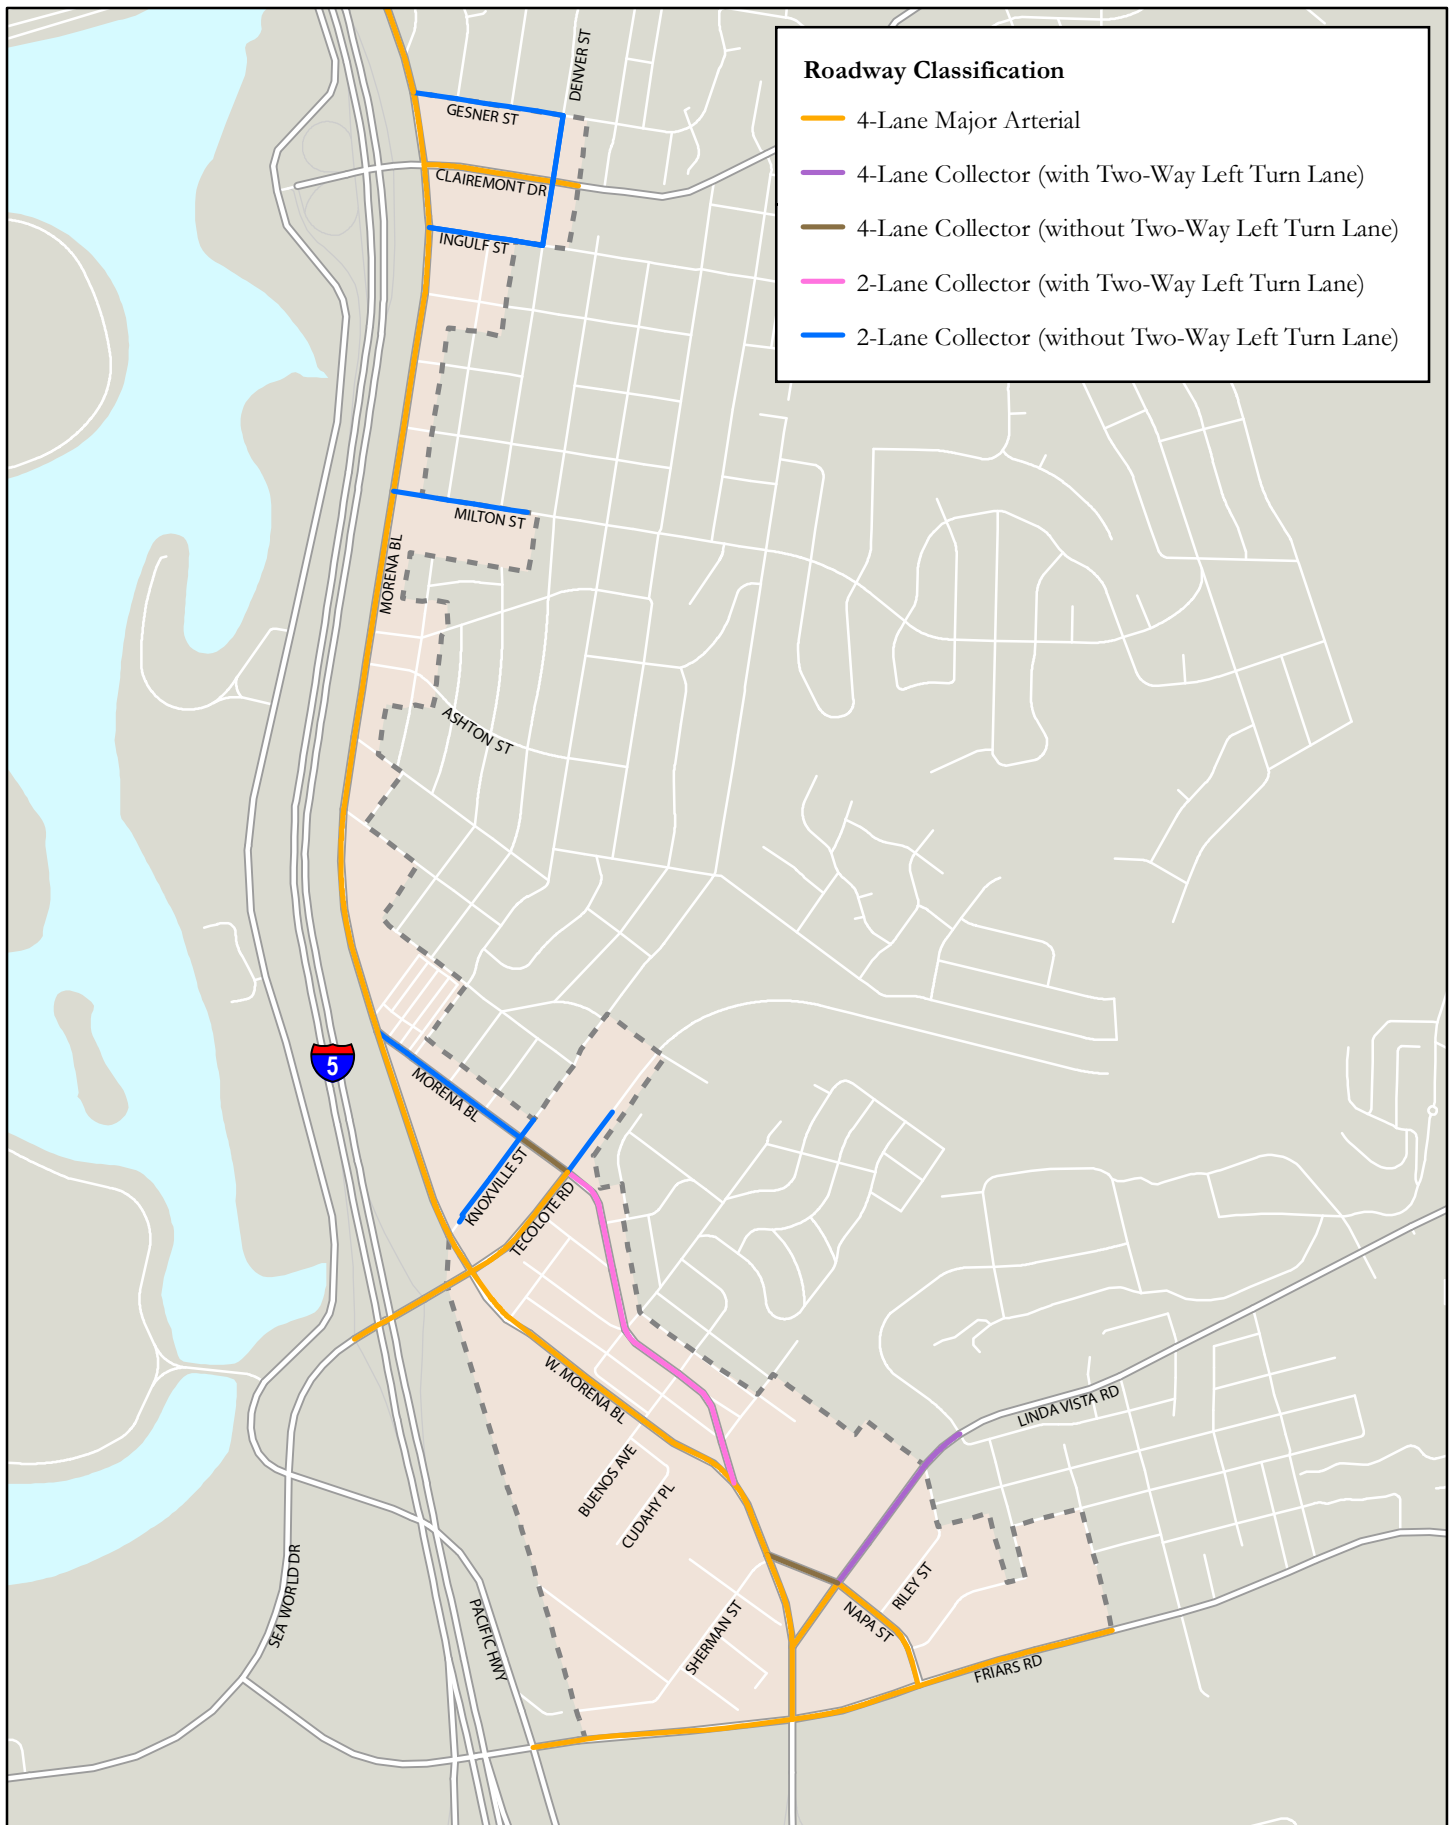 Roadway Classification
4-Lane Major Arterial
4-Lane Collector (with Two-Way Left Turn Lane)
4-Lane Collector (without Two-Way Left Turn Lane)
2-Lane Collector (with Two-Way Left Turn Lane)
2-Lane Collector (without Two-Way Left Turn Lane)
DENVER ST
GESNER ST
CLAIREMONT DR
INGULF ST
MILTON ST
MORENA BL
ASHTON ST
5
MORENA BL
KNOXVILLE ST
TECOLOTE RD
W. MORENA BL
LINDA VISTA RD
BUENOS AVE
CUDAHY PL
SEA WORLD DR
PACIFIC HWY
SHERMAN ST
NAPA ST
RILEY ST
FRIARS RD